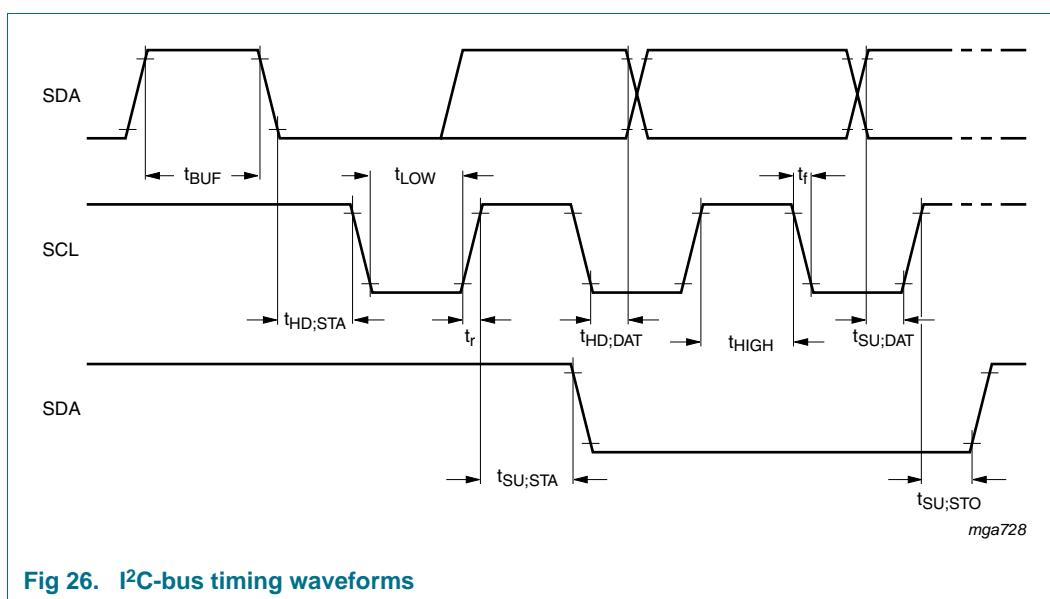 SDA
tBUF
tLOW
tf
SCL
tHD;STA
tr
tHD;DAT
tHIGH
tSU;DAT
SDA
tSU;STA
tSU;STO
mga728
Fig 26. I²C-bus timing waveforms